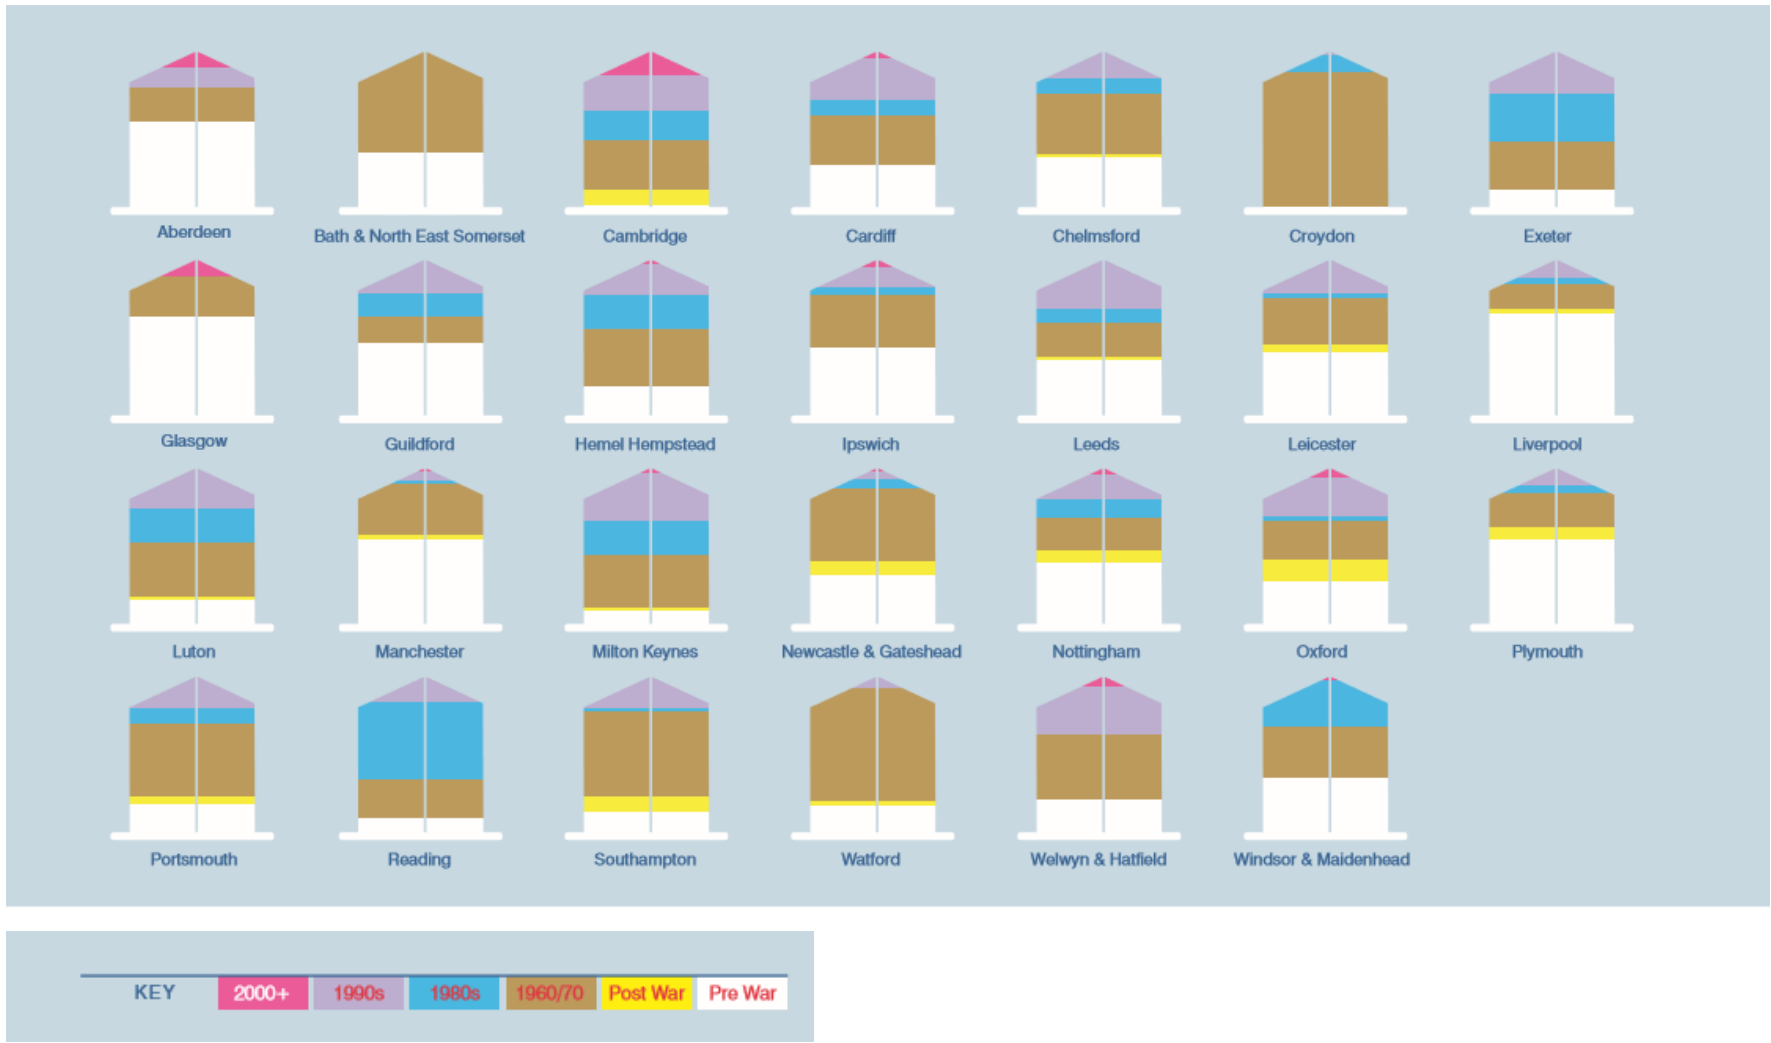 Aberdeen
Bath & North East Somerset
Cambridge
Cardiff
Chelmsford
Croydon
Exeter
Glasgow
Guildford
Hemel Hempstead
Ipswich
Leeds
Leicester
Liverpool
Luton
Manchester
Milton Keynes
Newcastle & Gateshead
Nottingham
Oxford
Plymouth
Portsmouth
Reading
Southampton
Watford
Welwyn & Hatfield
Windsor & Maidenhead
KEY 2000+ 1990s 1980s 1960/70 Post War Pre War